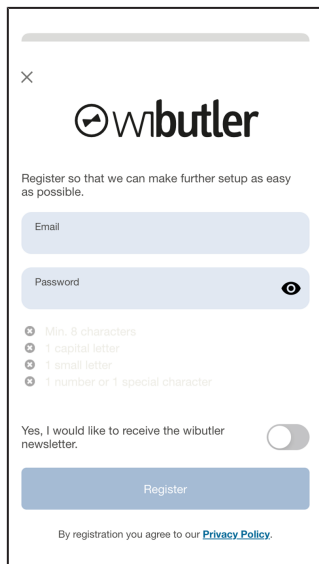 wibutler
Register so that we can make further setup as easy
as possible.
Email
Password
Min. 8 characters
1 capital letter
1 small letter
1 number or 1 special character
Yes, I would like to receive the wibutler
newsletter.
Register
By registration you agree to our Privacy Policy.